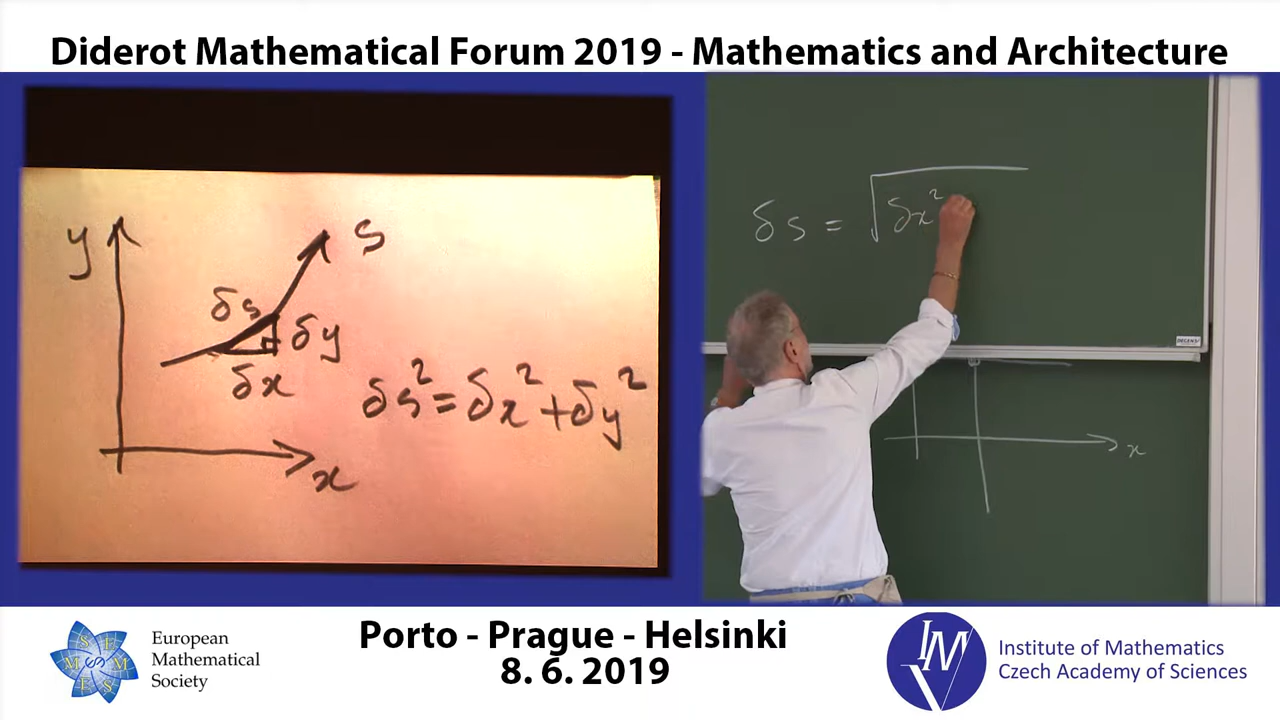 Diderot Mathematical Forum 2019 - Mathematics and Architecture
y
s
δs
δy
δx
δs² = δx² + δy²
x
δs = √δx²
x
Porto - Prague - Helsinki
8. 6. 2019
European
Mathematical
Society
S E M M E S
IM
Institute of Mathematics
Czech Academy of Sciences